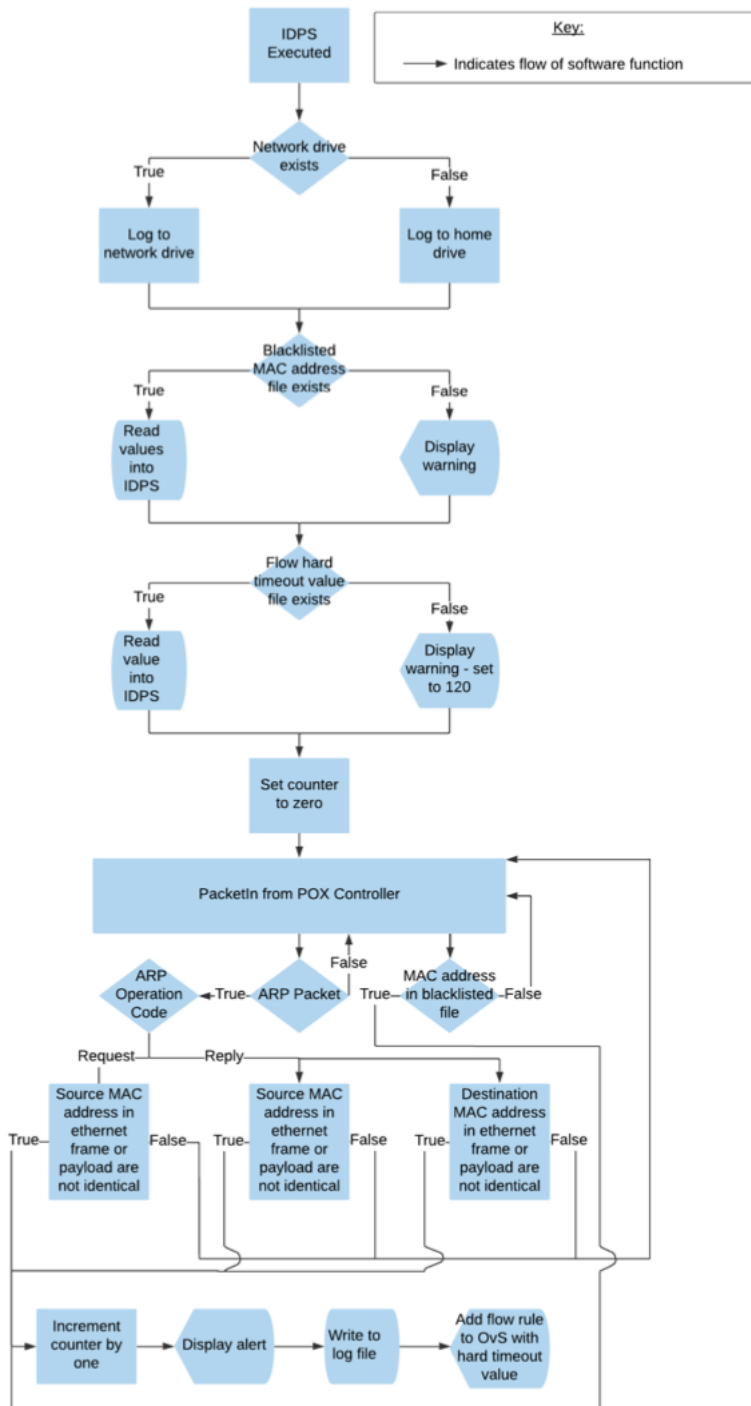 IDPS
Executed
Key:
Indicates flow of software function
Network drive
exists
True
False
Log to
network drive
Log to home
drive
Blacklisted
MAC address
file exists
True
False
Read
values
into
IDPS
Display
warning
Flow hard
timeout value
file exists
True
False
Read
value
into
IDPS
Display
warning - set
to 120
Set counter
to zero
PacketIn from POX Controller
ARP
Operation
Code
True
ARP Packet
False
MAC address
in blacklisted
file
True
False
Request
Reply
Source MAC
address in
ethernet
frame or
payload are
not identical
True
False
Source MAC
address in
ethernet
frame or
payload are
not identical
True
False
Destination
MAC address
in ethernet
frame or
payload are
not identical
True
False
Increment
counter by
one
Display alert
Write to
log file
Add flow rule
to OvS with
hard timeout
value